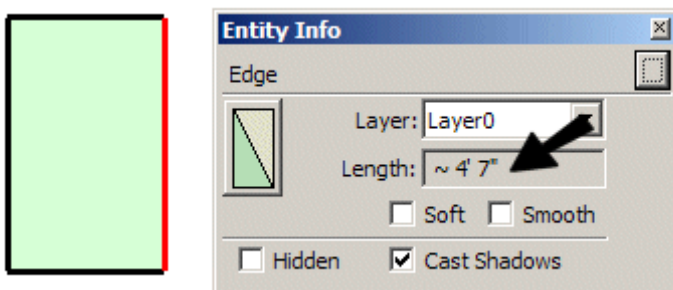 Entity Info
Edge
Layer: Layer0
Length: ~ 4' 7"
Soft Smooth
Hidden Cast Shadows